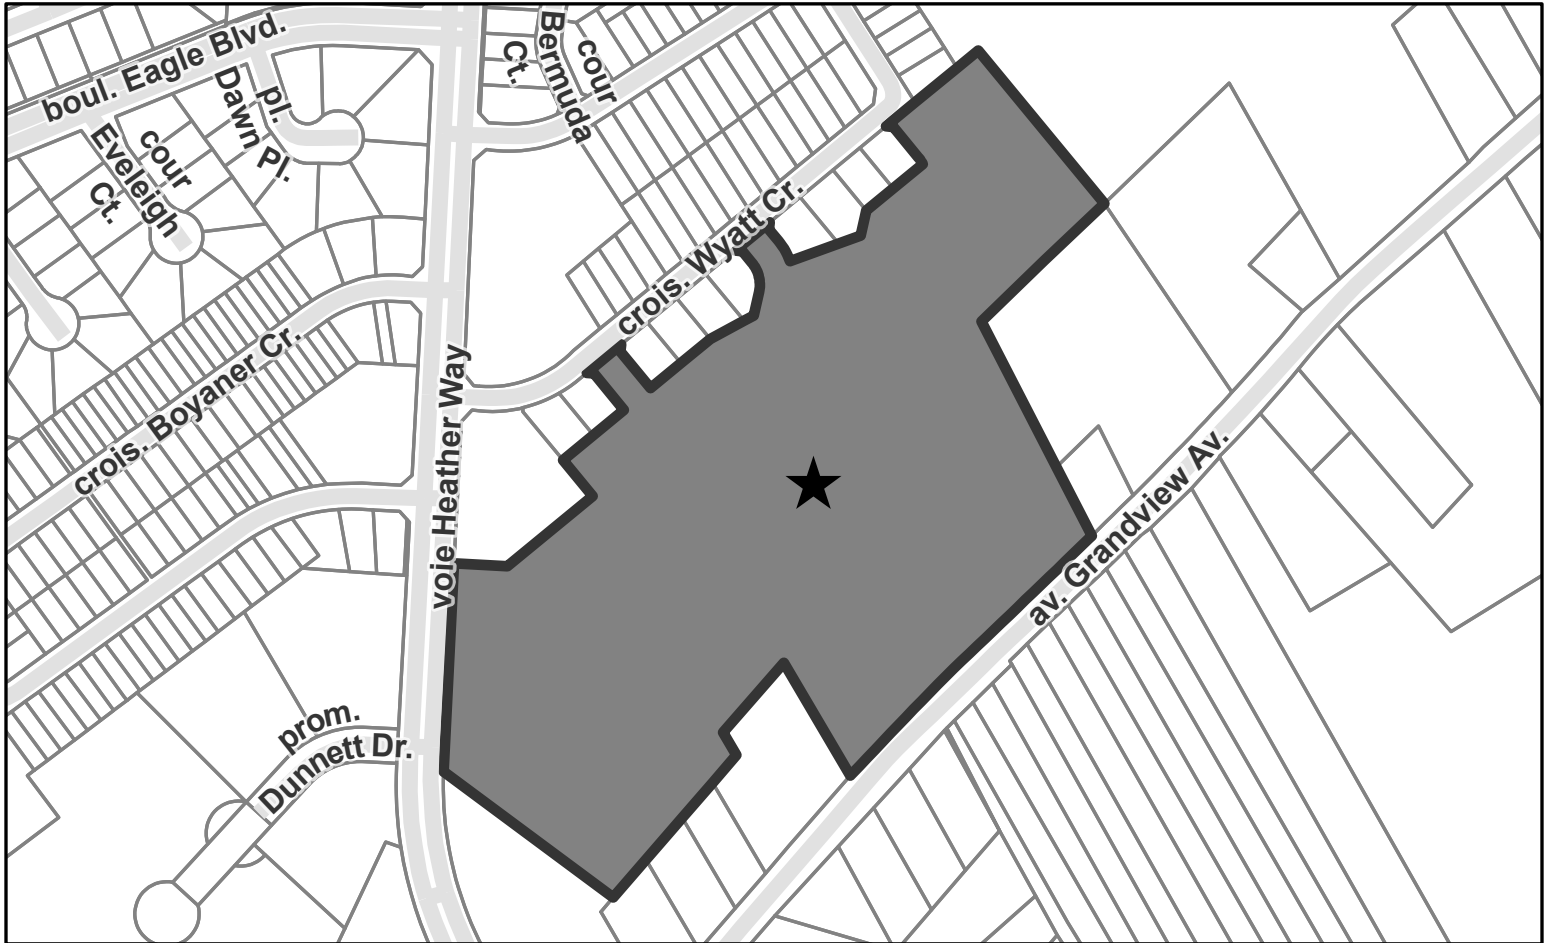 boul. Eagle Blvd.
pl.
Dawn Pl.
cour
Eveleigh
Ct.
cour
Bermuda
Ct.
crois. Wyatt Cr.
crois. Boyaner Cr.
voie Heather Way
av. Grandview Av.
prom.
Dunnett Dr.